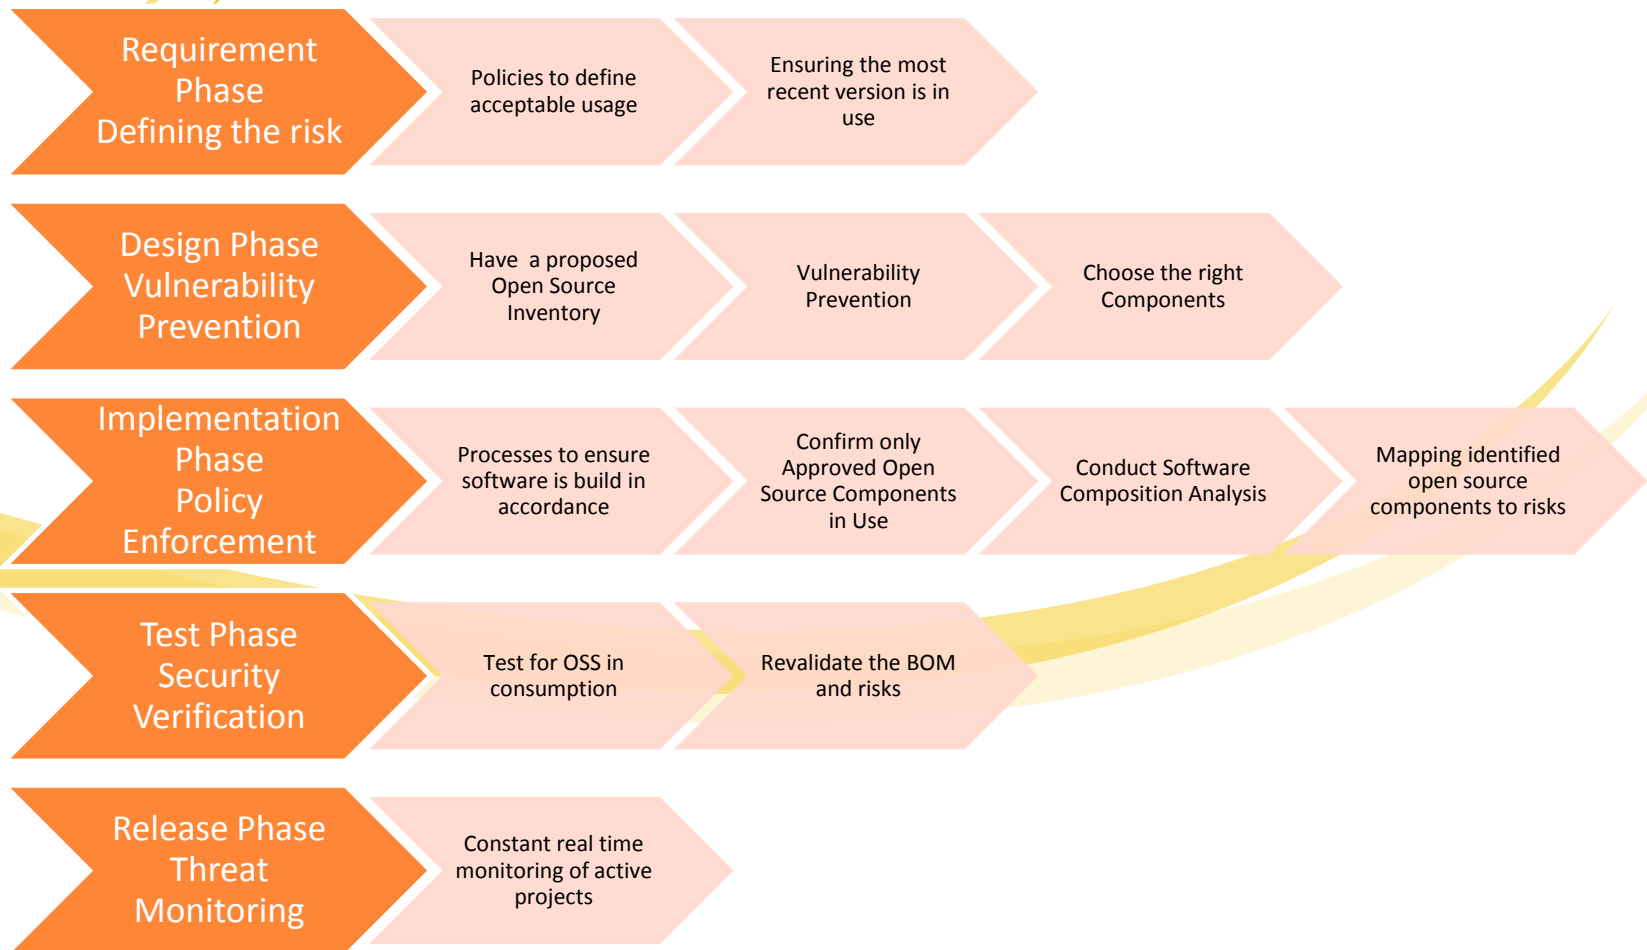 Requirement
Phase
Defining the risk
Policies to define
acceptable usage
Ensuring the most
recent version is in
use
Design Phase
Vulnerability
Prevention
Have a proposed
Open Source
Inventory
Vulnerability
Prevention
Choose the right
Components
Implementation
Phase
Policy
Enforcement
Processes to ensure
software is build in
accordance
Confirm only
Approved Open
Source Components
in Use
Conduct Software
Composition Analysis
Mapping identified
open source
components to risks
Test Phase
Security
Verification
Test for OSS in
consumption
Revalidate the BOM
and risks
Release Phase
Threat
Monitoring
Constant real time
monitoring of active
projects